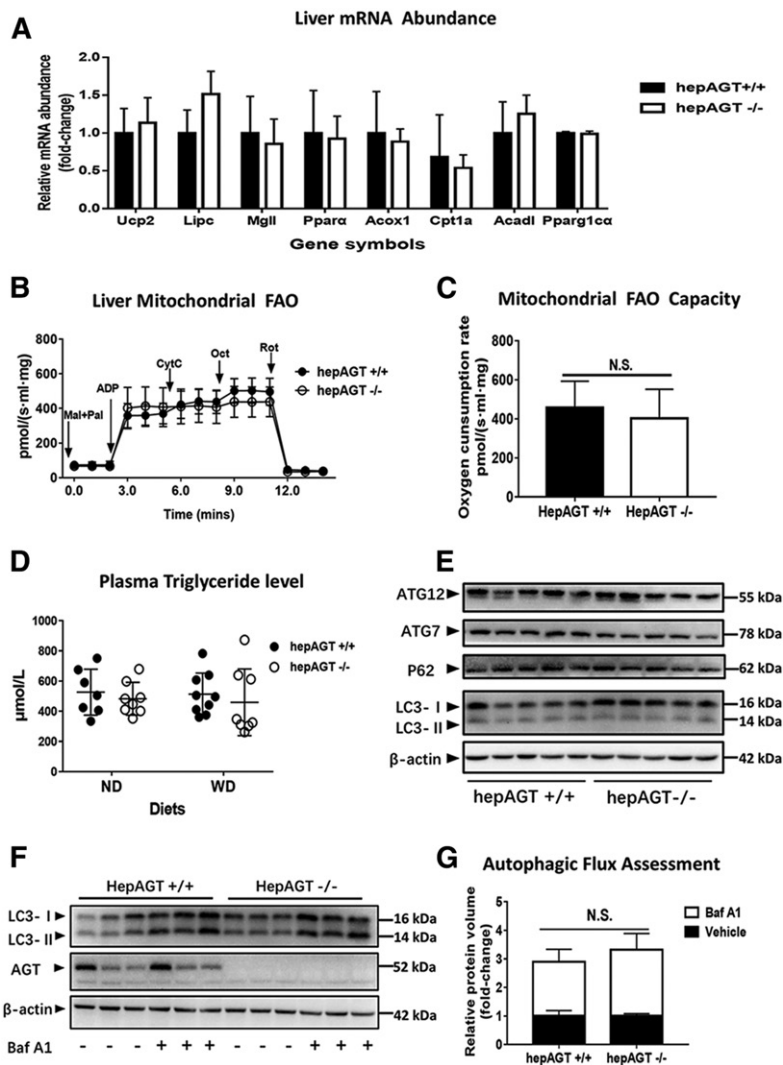 A
Liver mRNA Abundance
Relative mRNA abundance
(fold-change)
2.0
1.5
1.0
0.5
0.0
hepAGT+/+
hepAGT -/-
Ucp2 Lipc Mgll Pparα Acox1 Cpt1a Acadl Pparg1cα
Gene symbols
B
Liver Mitochondrial FAO
pmol/(s·ml·mg)
800
600
400
200
0
Mal+Pal
ADP
CytC
Oct
Rot
hepAGT +/+
hepAGT -/-
0.0 3.0 6.0 9.0 12.0
Time (mins)
C
Mitochondrial FAO Capacity
Oxygen cunsumption rate
pmol/(s·ml·mg)
800
600
400
200
0
N.S.
HepAGT +/+ HepAGT -/-
D
Plasma Triglyceride level
μmol/L
1000
800
600
400
200
0
hepAGT +/+
hepAGT -/-
ND WD
Diets
E
ATG12 55 kDa
ATG7 78 kDa
P62 62 kDa
LC3- I 16 kDa
LC3- II 14 kDa
β-actin 42 kDa
hepAGT +/+ hepAGT-/-
F
HepAGT +/+ HepAGT -/-
LC3- I 16 kDa
LC3- II 14 kDa
AGT 52 kDa
β-actin 42 kDa
Baf A1 - - - + + + - - - + + +
G
Autophagic Flux Assessment
Relative protein volume
(fold-change)
5
4
3
2
1
0
N.S.
Baf A1
Vehicle
hepAGT +/+ hepAGT -/-